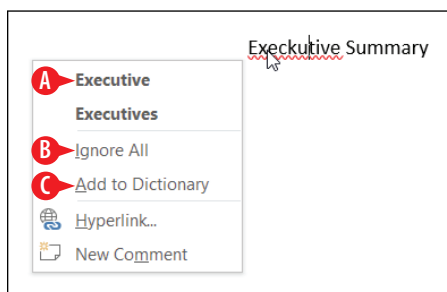 Execkutive Summary
A Executive
Executives
B Ignore All
C Add to Dictionary
Hyperlink...
New Comment